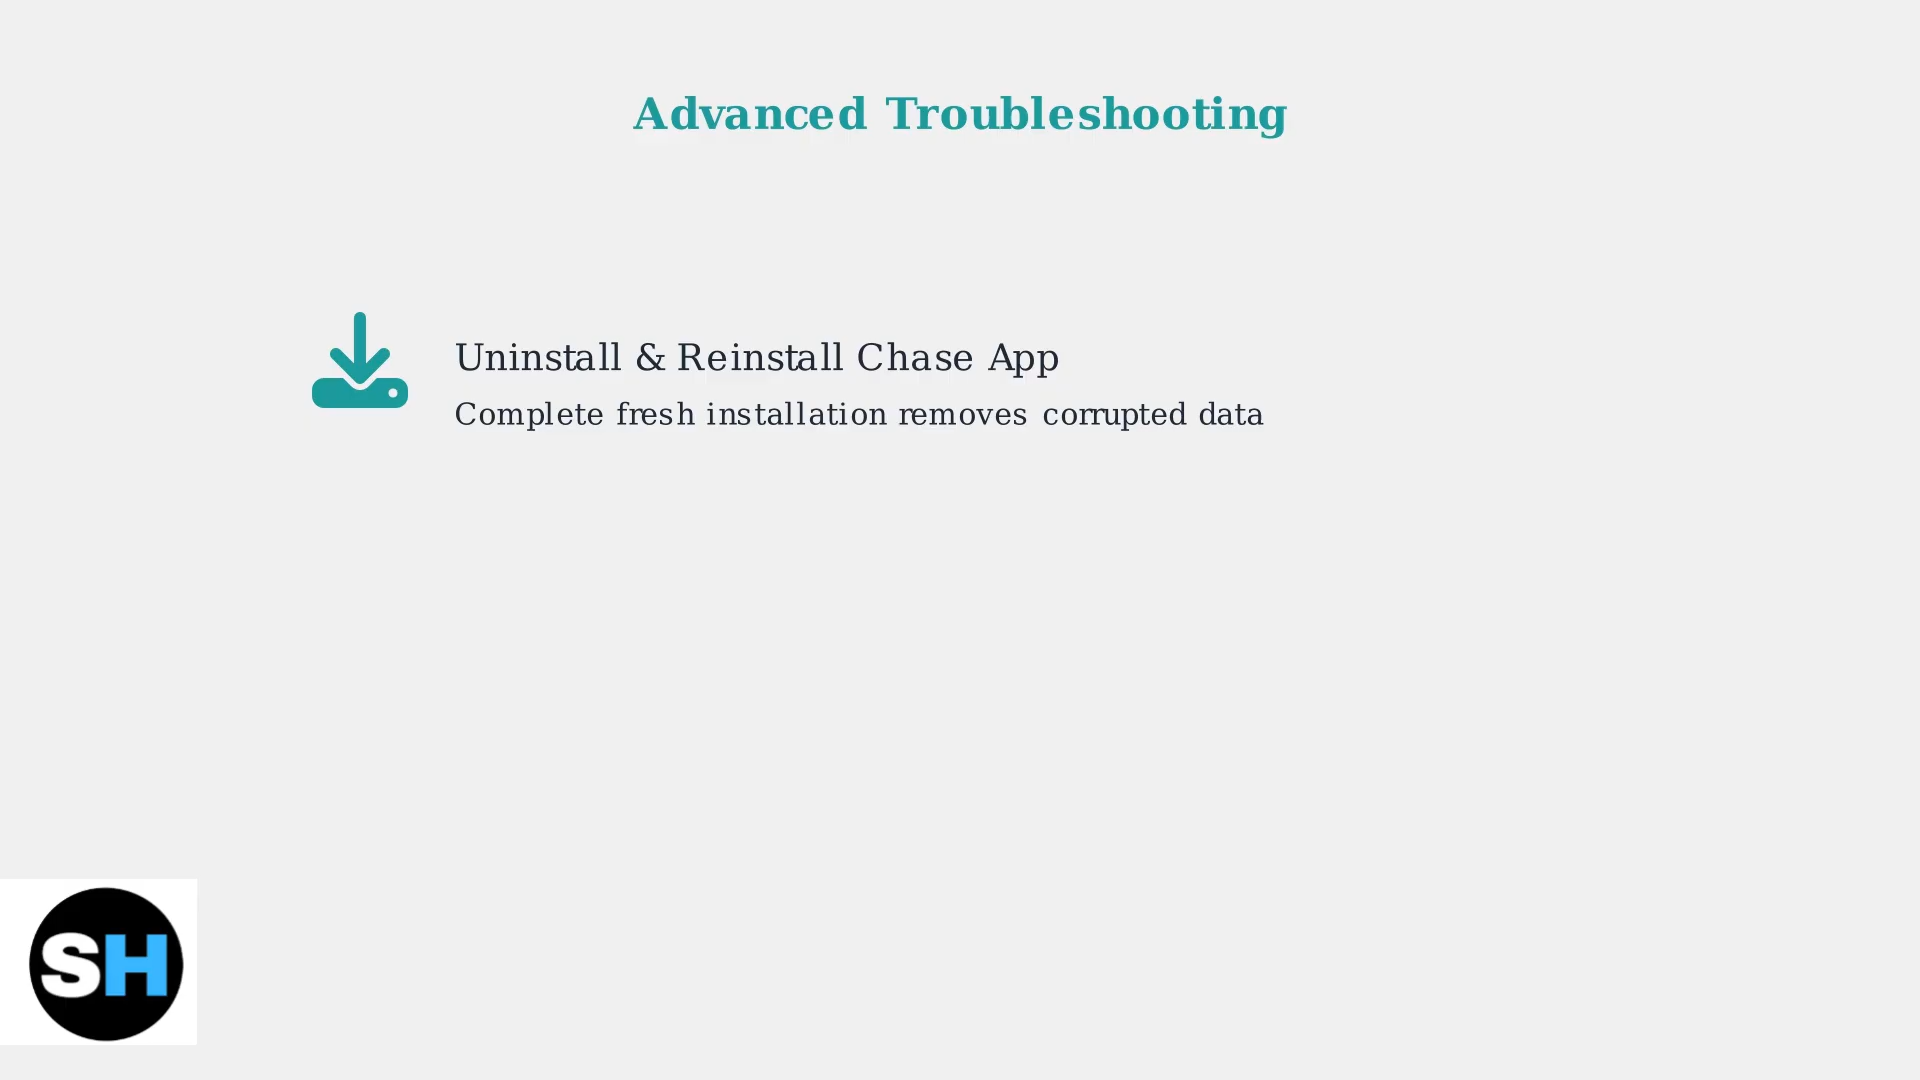 Advanced Troubleshooting
Uninstall & Reinstall Chase App
Complete fresh installation removes corrupted data
SH